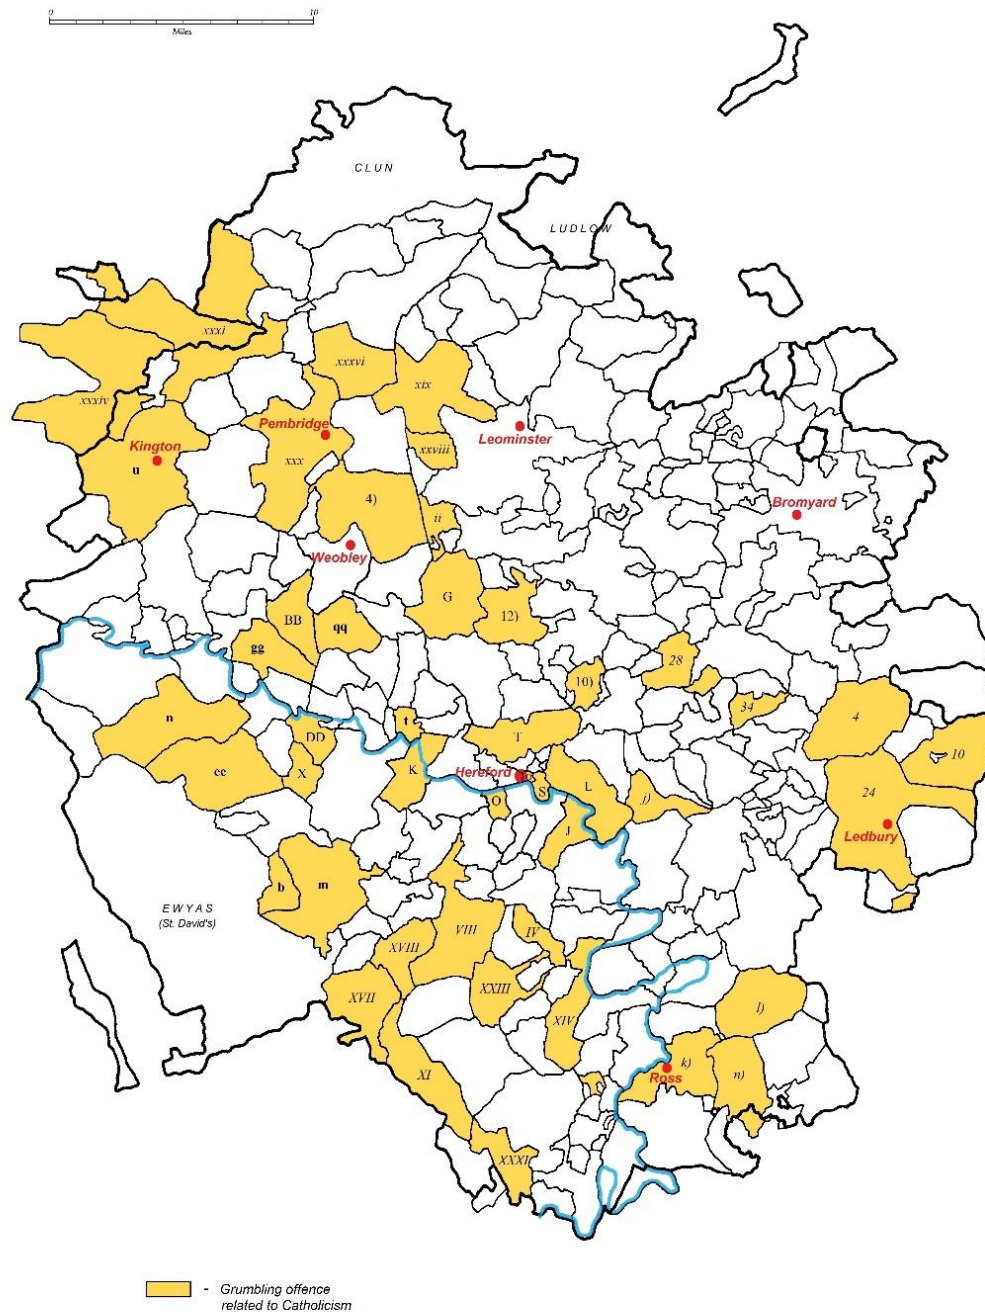 0 10
Miles
CLUN
LUDLOW
xxxi
xxxvi
xix
xxxiv
Pembridge
Leominster
Kington
xxviii
u
xxx
4)
Bromyard
ii
Weobley
G
12)
BB
qq
gg
28
10)
n
34
4
t
DD
T
10
cc
X
K
Hereford
S
L
j)
24
O
J
Ledbury
b
m
EWYAS
(St. David's)
VIII
IV
XVIII
XXIII
XVII
l)
XIV
k)
XI
Ross
n)
XXXI
- Grumbling offence
related to Catholicism